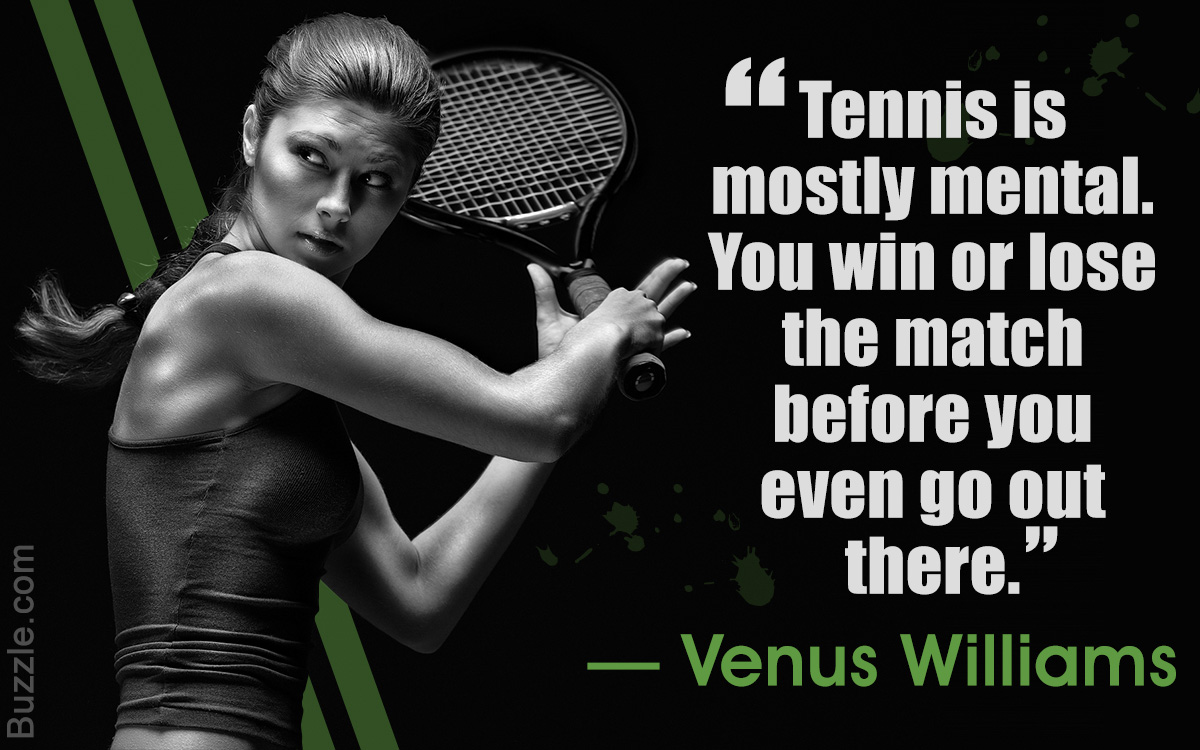 “Tennis is
mostly mental.
You win or lose
the match
before you
even go out
there.”
— Venus Williams
Buzzle.com